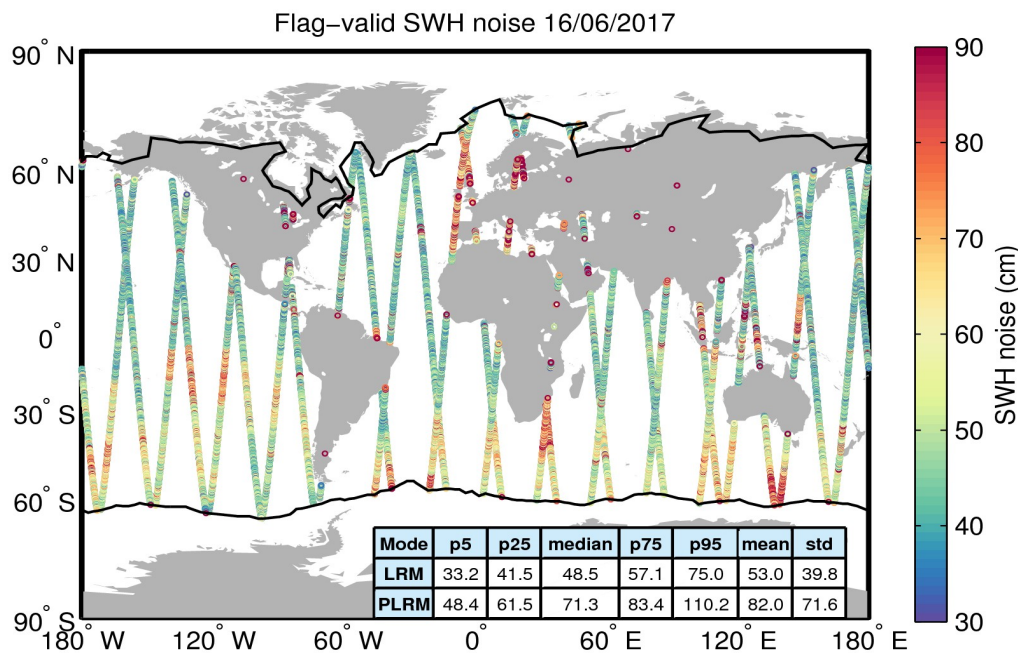 Flag−valid SWH noise 16/06/2017
90° N
60° N
30° N
0°
30° S
60° S
90° S
180° W
120° W
60° W
0°
60° E
120° E
180° E
Mode p5 p25 median p75 p95 mean std
LRM 33.2 41.5 48.5 57.1 75.0 53.0 39.8
PLRM 48.4 61.5 71.3 83.4 110.2 82.0 71.6
90
80
70
60
50
40
30
SWH noise (cm)